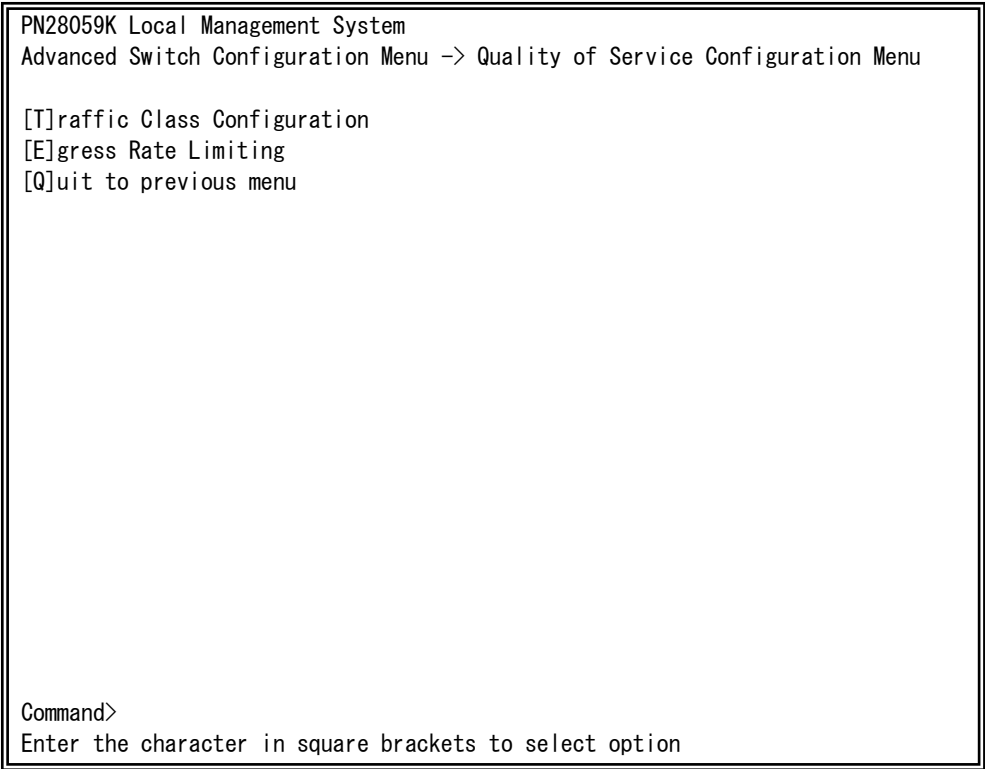 PN28059K Local Management System
Advanced Switch Configuration Menu -> Quality of Service Configuration Menu
[T]raffic Class Configuration
[E]gress Rate Limiting
[Q]uit to previous menu
Command>
Enter the character in square brackets to select option